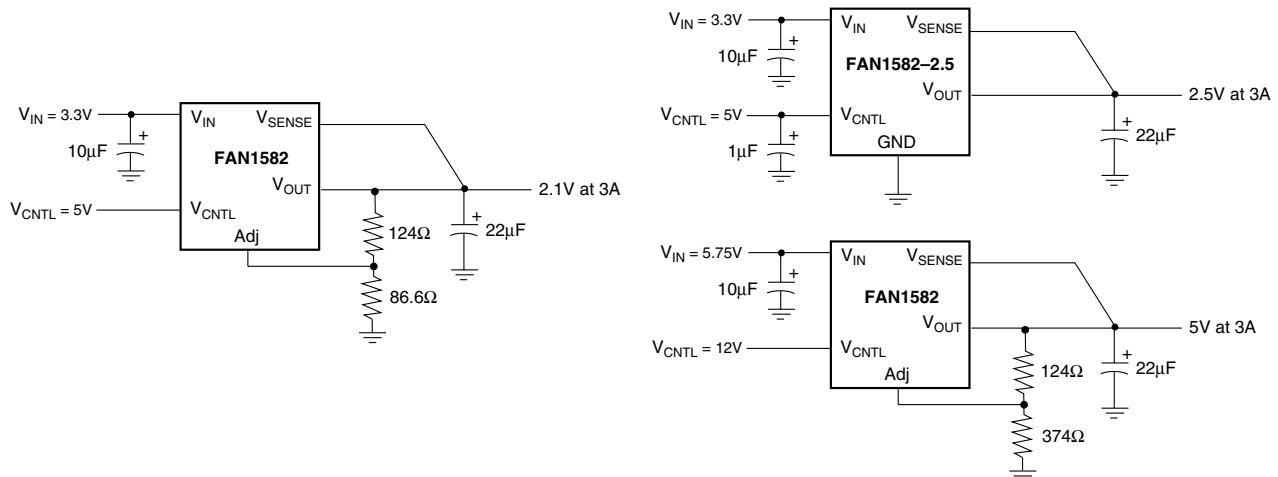 V_IN = 3.3V
10µF
+
V_IN
V_SENSE
FAN1582
V_OUT
V_CNTL = 5V
V_CNTL
Adj
124Ω
86.6Ω
+
22µF
2.1V at 3A
V_IN = 3.3V
10µF
+
V_IN
V_SENSE
FAN1582–2.5
V_OUT
2.5V at 3A
V_CNTL = 5V
V_CNTL
1µF
+
GND
+
22µF
V_IN = 5.75V
10µF
+
V_IN
V_SENSE
FAN1582
V_OUT
5V at 3A
V_CNTL = 12V
V_CNTL
Adj
124Ω
374Ω
+
22µF